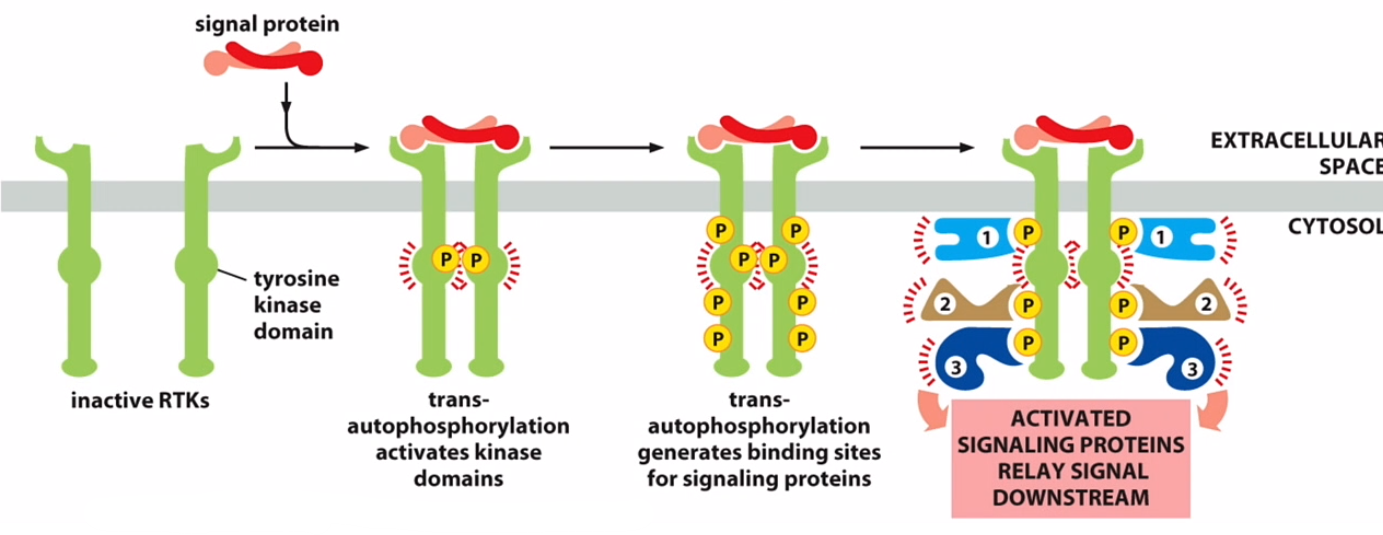 signal protein
EXTRACELLULAR
SPACE
CYTOSOL
P P
P P
P P
P P
P P
1 P P 1
2 P P 2
3 P P 3
tyrosine
kinase
domain
inactive RTKs
trans-
autophosphorylation
activates kinase
domains
trans-
autophosphorylation
generates binding sites
for signaling proteins
ACTIVATED
SIGNALING PROTEINS
RELAY SIGNAL
DOWNSTREAM